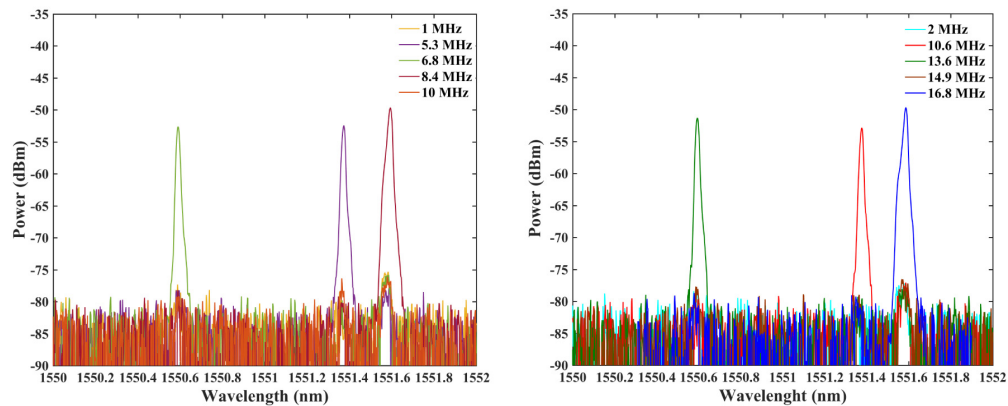 -35
-40
-45
-50
-55
-60
-65
-70
-75
-80
-85
-90
Power (dBm)
1 MHz
5.3 MHz
6.8 MHz
8.4 MHz
10 MHz
1550 1550.2 1550.4 1550.6 1550.8 1551 1551.2 1551.4 1551.6 1551.8 1552
Wavelength (nm)
-35
-40
-45
-50
-55
-60
-65
-70
-75
-80
-85
-90
Power (dBm)
2 MHz
10.6 MHz
13.6 MHz
14.9 MHz
16.8 MHz
1550 1550.2 1550.4 1550.6 1550.8 1551 1551.2 1551.4 1551.6 1551.8 1552
Wavelenght (nm)